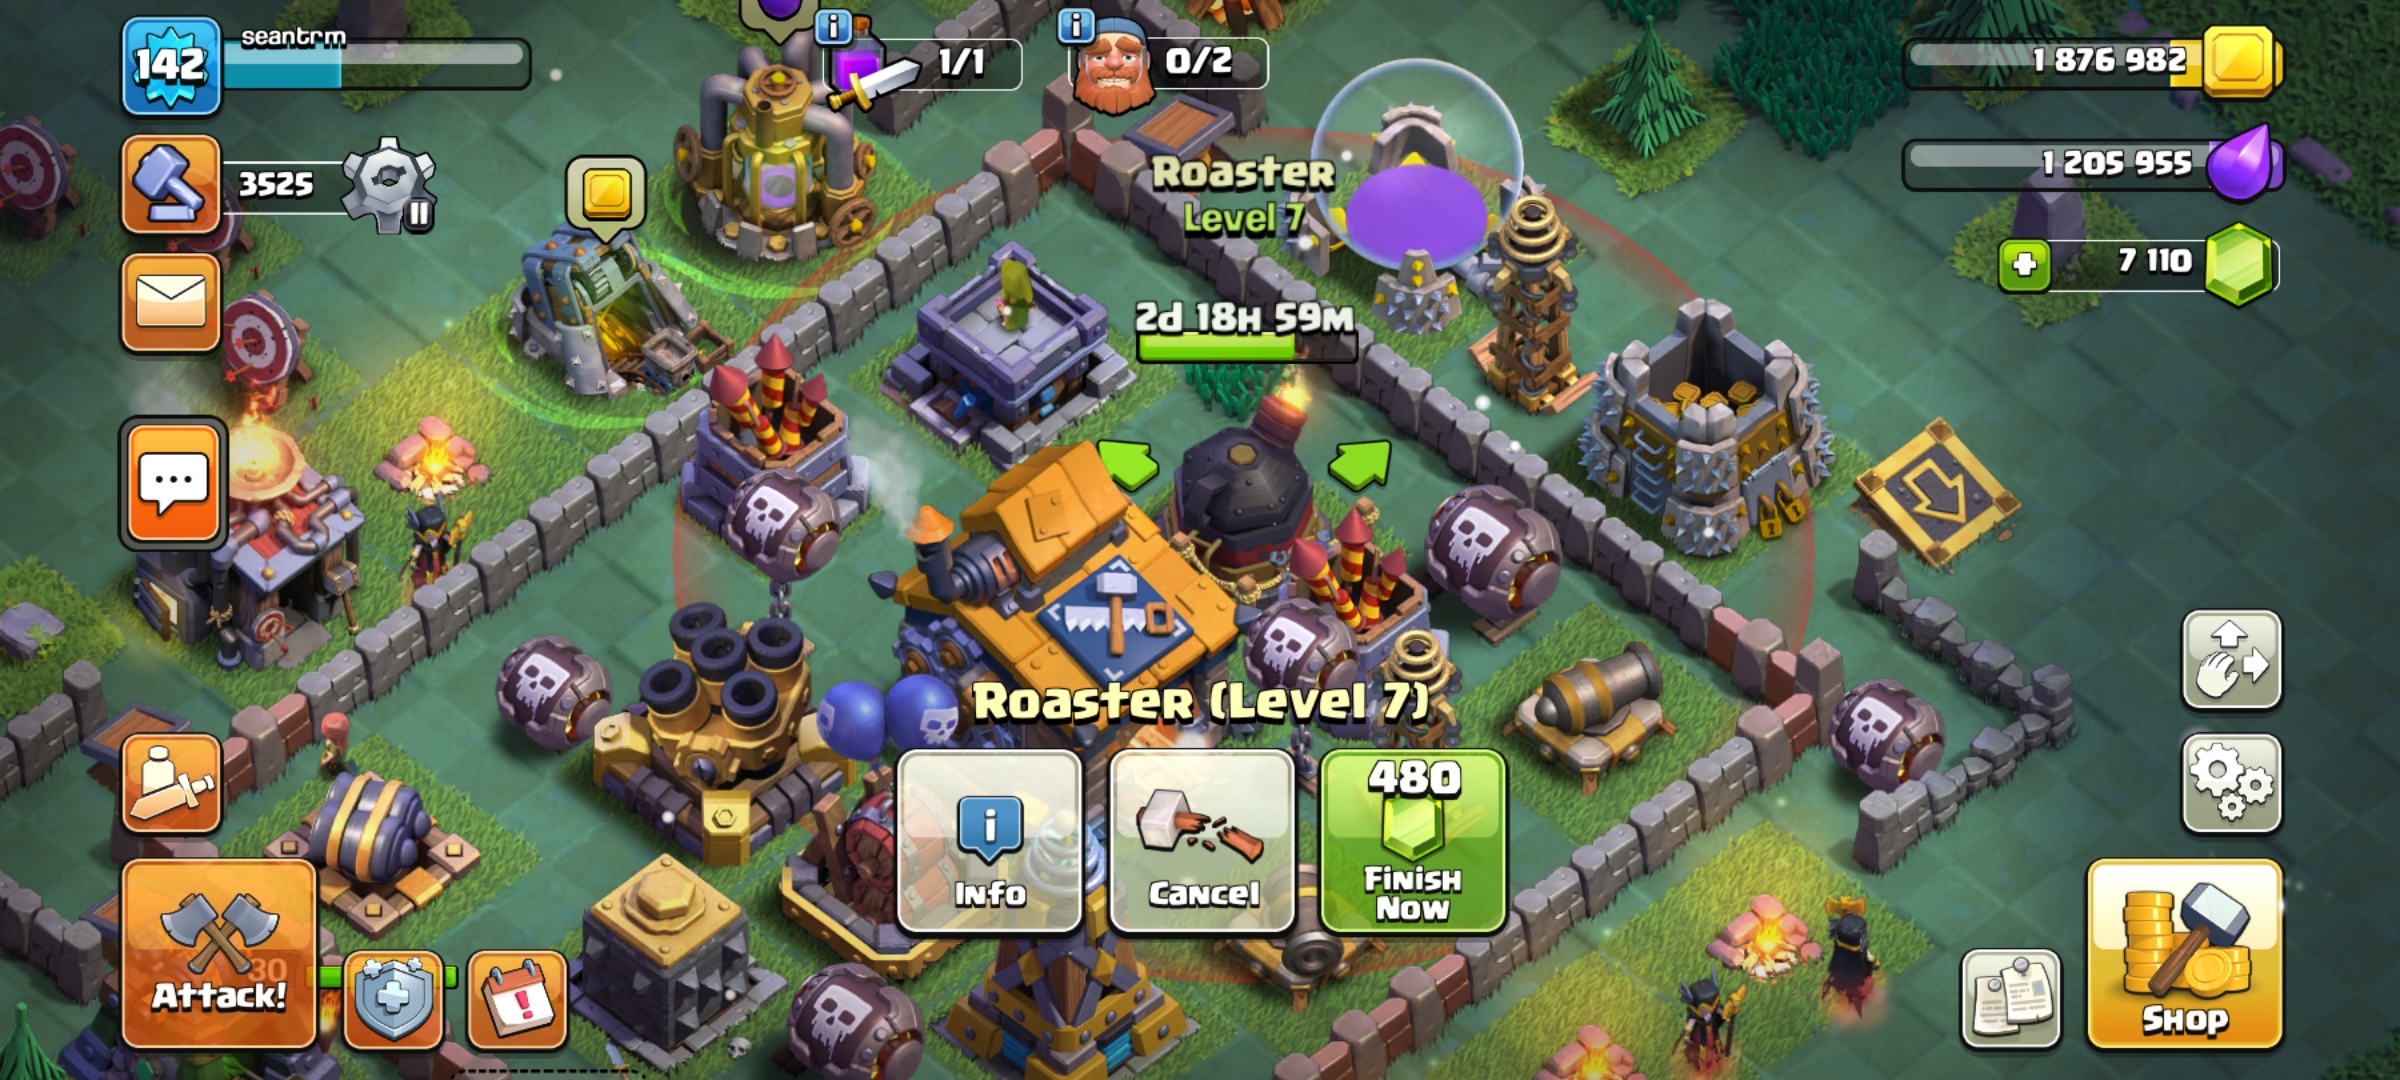 142
seantrm
1/1
0/2
1 876 982
3525
1 205 955
7 110
Roaster
Level 7
2d 18h 59m
Roaster (Level 7)
Info
Cancel
480
Finish
Now
30
Attack!
Shop